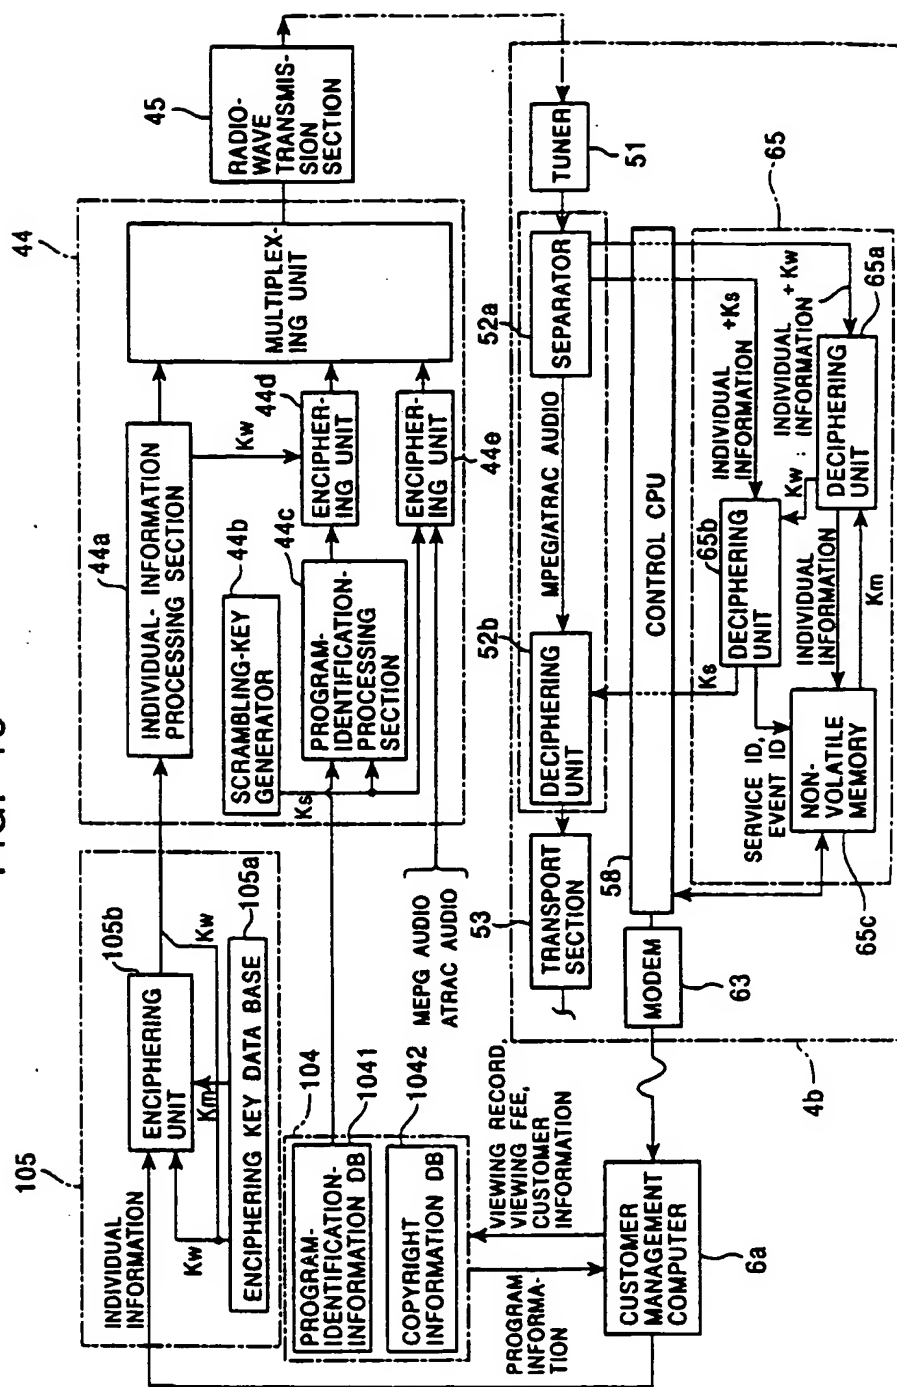 105
105b
ENCIPHERING
UNIT
INDIVIDUAL
INFORMATION
Kw
Km
Kw
ENCIPHERING KEY DATA BASE
105a
104
PROGRAM-
IDENTIFICATION-
INFORMATION DB
1041
COPYRIGHT
INFORMATION DB
1042
MEPG AUDIO
ATRAC AUDIO
44
44a
INDIVIDUAL-INFORMATION
PROCESSING SECTION
Kw
SCRAMBLING-KEY
GENERATOR
44b
Ks
PROGRAM-
IDENTIFICATION-
PROCESSING
SECTION
44c
ENCIPHER-
ING UNIT
44d
ENCIPHER-
ING UNIT
44e
MULTIPLEX-
ING UNIT
45
RADIO-
WAVE
TRANSMIS-
SION
SECTION
TUNER
51
52a
SEPARATOR
MPEG/ATRAC AUDIO
52b
DECIPHERING
UNIT
53
TRANSPORT
SECTION
58
CONTROL CPU
MODEM
63
65
INDIVIDUAL
INFORMATION
+Ks
INDIVIDUAL
INFORMATION
+Kw
65a
DECIPHERING
UNIT
Kw
65b
DECIPHERING
UNIT
Ks
INDIVIDUAL
INFORMATION
Km
SERVICE ID,
EVENT ID
NON-
VOLATILE
MEMORY
65c
4b
VIEWING RECORD
VIEWING FEE,
CUSTOMER
INFORMATION
PROGRAM
INFORMA-
TION
CUSTOMER
MANAGEMENT
COMPUTER
6a